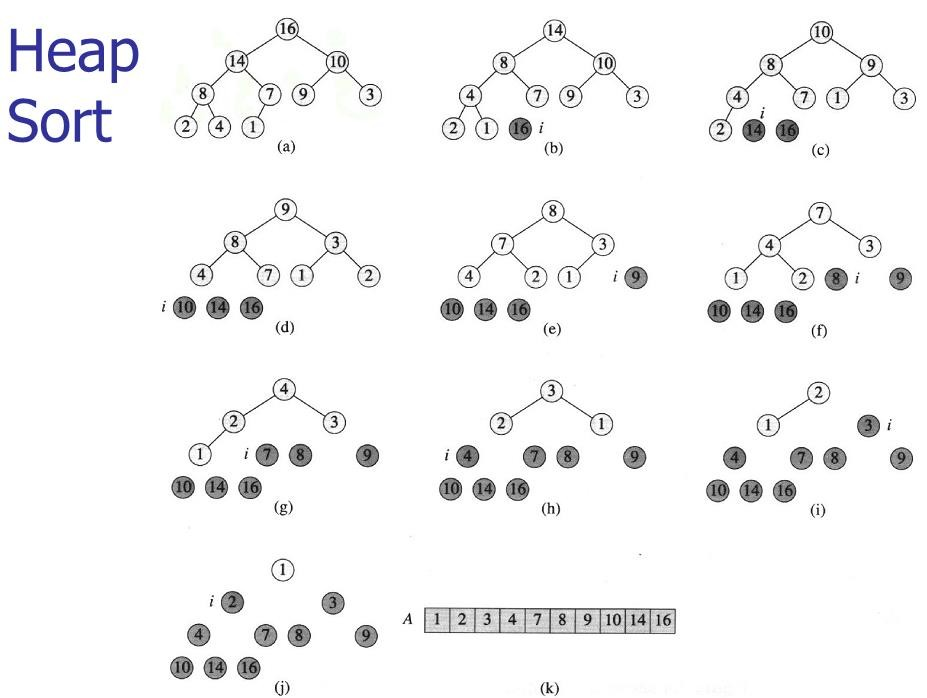 Heap
Sort
16
14 10
8 7 9 3
2 4 1
(a)
14
8 10
4 7 9 3
2 1 16 i
(b)
10
8 9
4 7 1 3
i
2 14 16
(c)
9
8 3
4 7 1 2
i 10 14 16
(d)
8
7 3
4 2 1 i 9
10 14 16
(e)
7
4 3
1 2 8 i 9
10 14 16
(f)
4
2 3
1 i 7 8 9
10 14 16
(g)
3
2 1
i 4 7 8 9
10 14 16
(h)
2
1 3 i
4 7 8 9
10 14 16
(i)
1
i 2 3
4 7 8 9
10 14 16
(j)
A 1 2 3 4 7 8 9 10 14 16
(k)